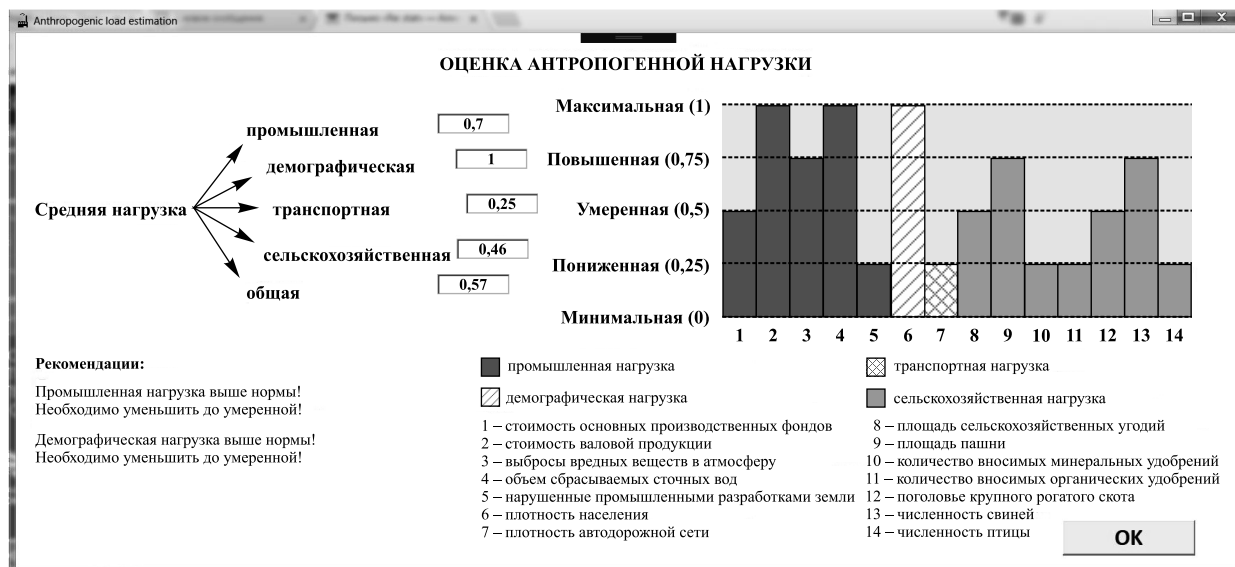 Anthropogenic load estimation
ОЦЕНКА АНТРОПОГЕННОЙ НАГРУЗКИ
Средняя нагрузка
промышленная 0,7
демографическая 1
транспортная 0,25
сельскохозяйственная 0,46
общая 0,57
Максимальная (1)
Повышенная (0,75)
Умеренная (0,5)
Пониженная (0,25)
Минимальная (0)
1 2 3 4 5 6 7 8 9 10 11 12 13 14
Рекомендации:
Промышленная нагрузка выше нормы!
Необходимо уменьшить до умеренной!
Демографическая нагрузка выше нормы!
Необходимо уменьшить до умеренной!
промышленная нагрузка
демографическая нагрузка
транспортная нагрузка
сельскохозяйственная нагрузка
1 – стоимость основных производственных фондов
2 – стоимость валовой продукции
3 – выбросы вредных веществ в атмосферу
4 – объем сбрасываемых сточных вод
5 – нарушенные промышленными разработками земли
6 – плотность населения
7 – плотность автодорожной сети
8 – площадь сельскохозяйственных угодий
9 – площадь пашни
10 – количество вносимых минеральных удобрений
11 – количество вносимых органических удобрений
12 – поголовье крупного рогатого скота
13 – численность свиней
14 – численность птицы
OK